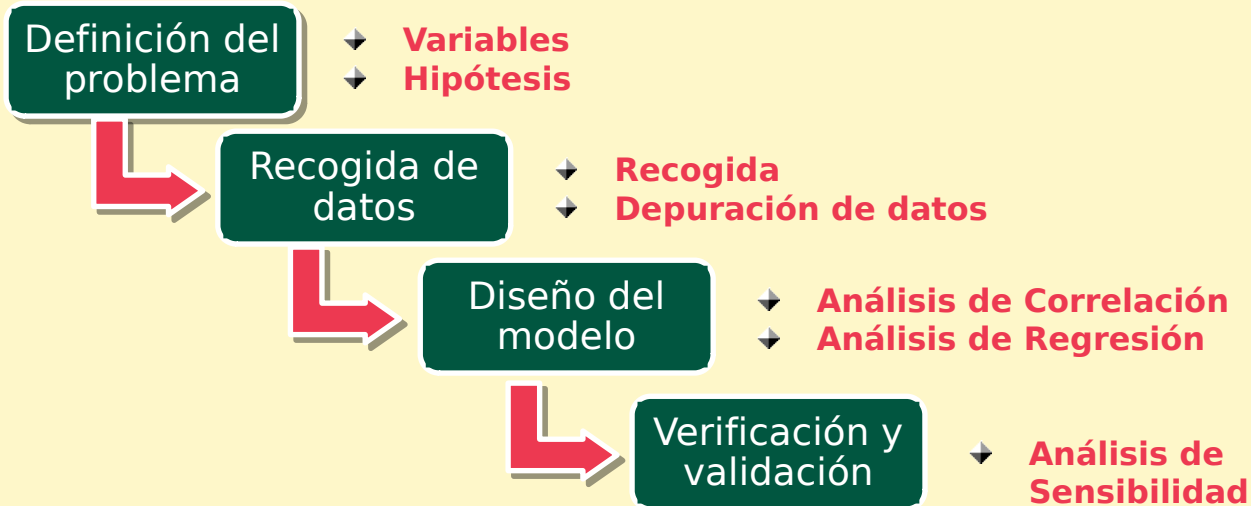 Definición del
problema
Variables
Hipótesis
Recogida de
datos
Recogida
Depuración de datos
Diseño del
modelo
Análisis de Correlación
Análisis de Regresión
Verificación y
validación
Análisis de
Sensibilidad